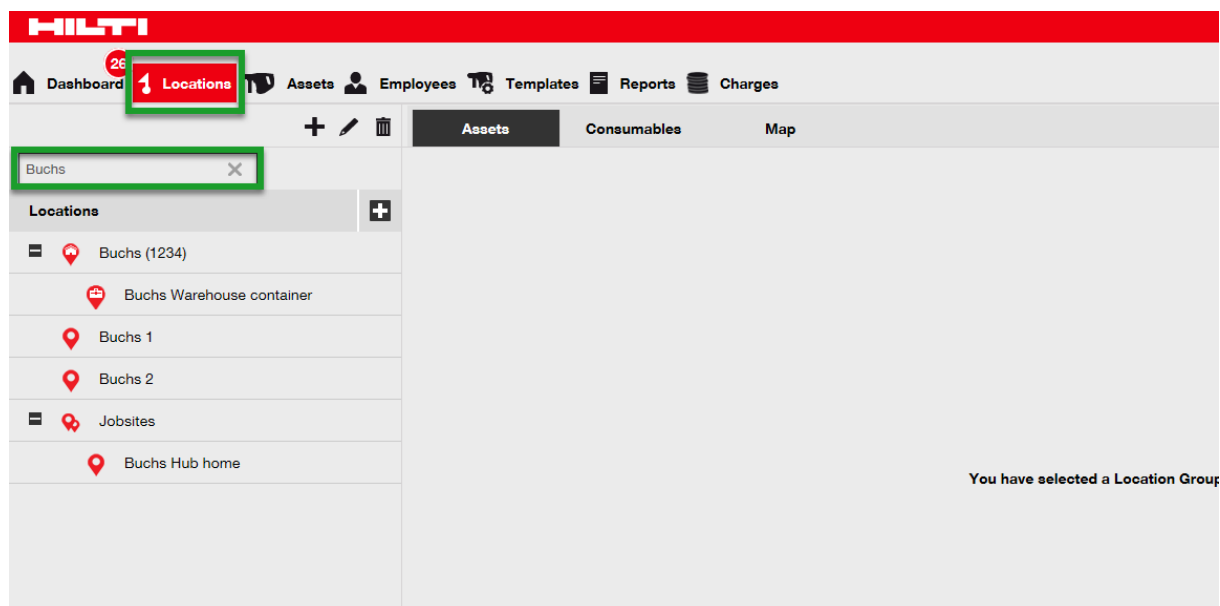 HILTI
26
Dashboard Locations Assets Employees Templates Reports Charges
Assets Consumables Map
Buchs
Locations
Buchs (1234)
Buchs Warehouse container
Buchs 1
Buchs 2
Jobsites
Buchs Hub home
You have selected a Location Group